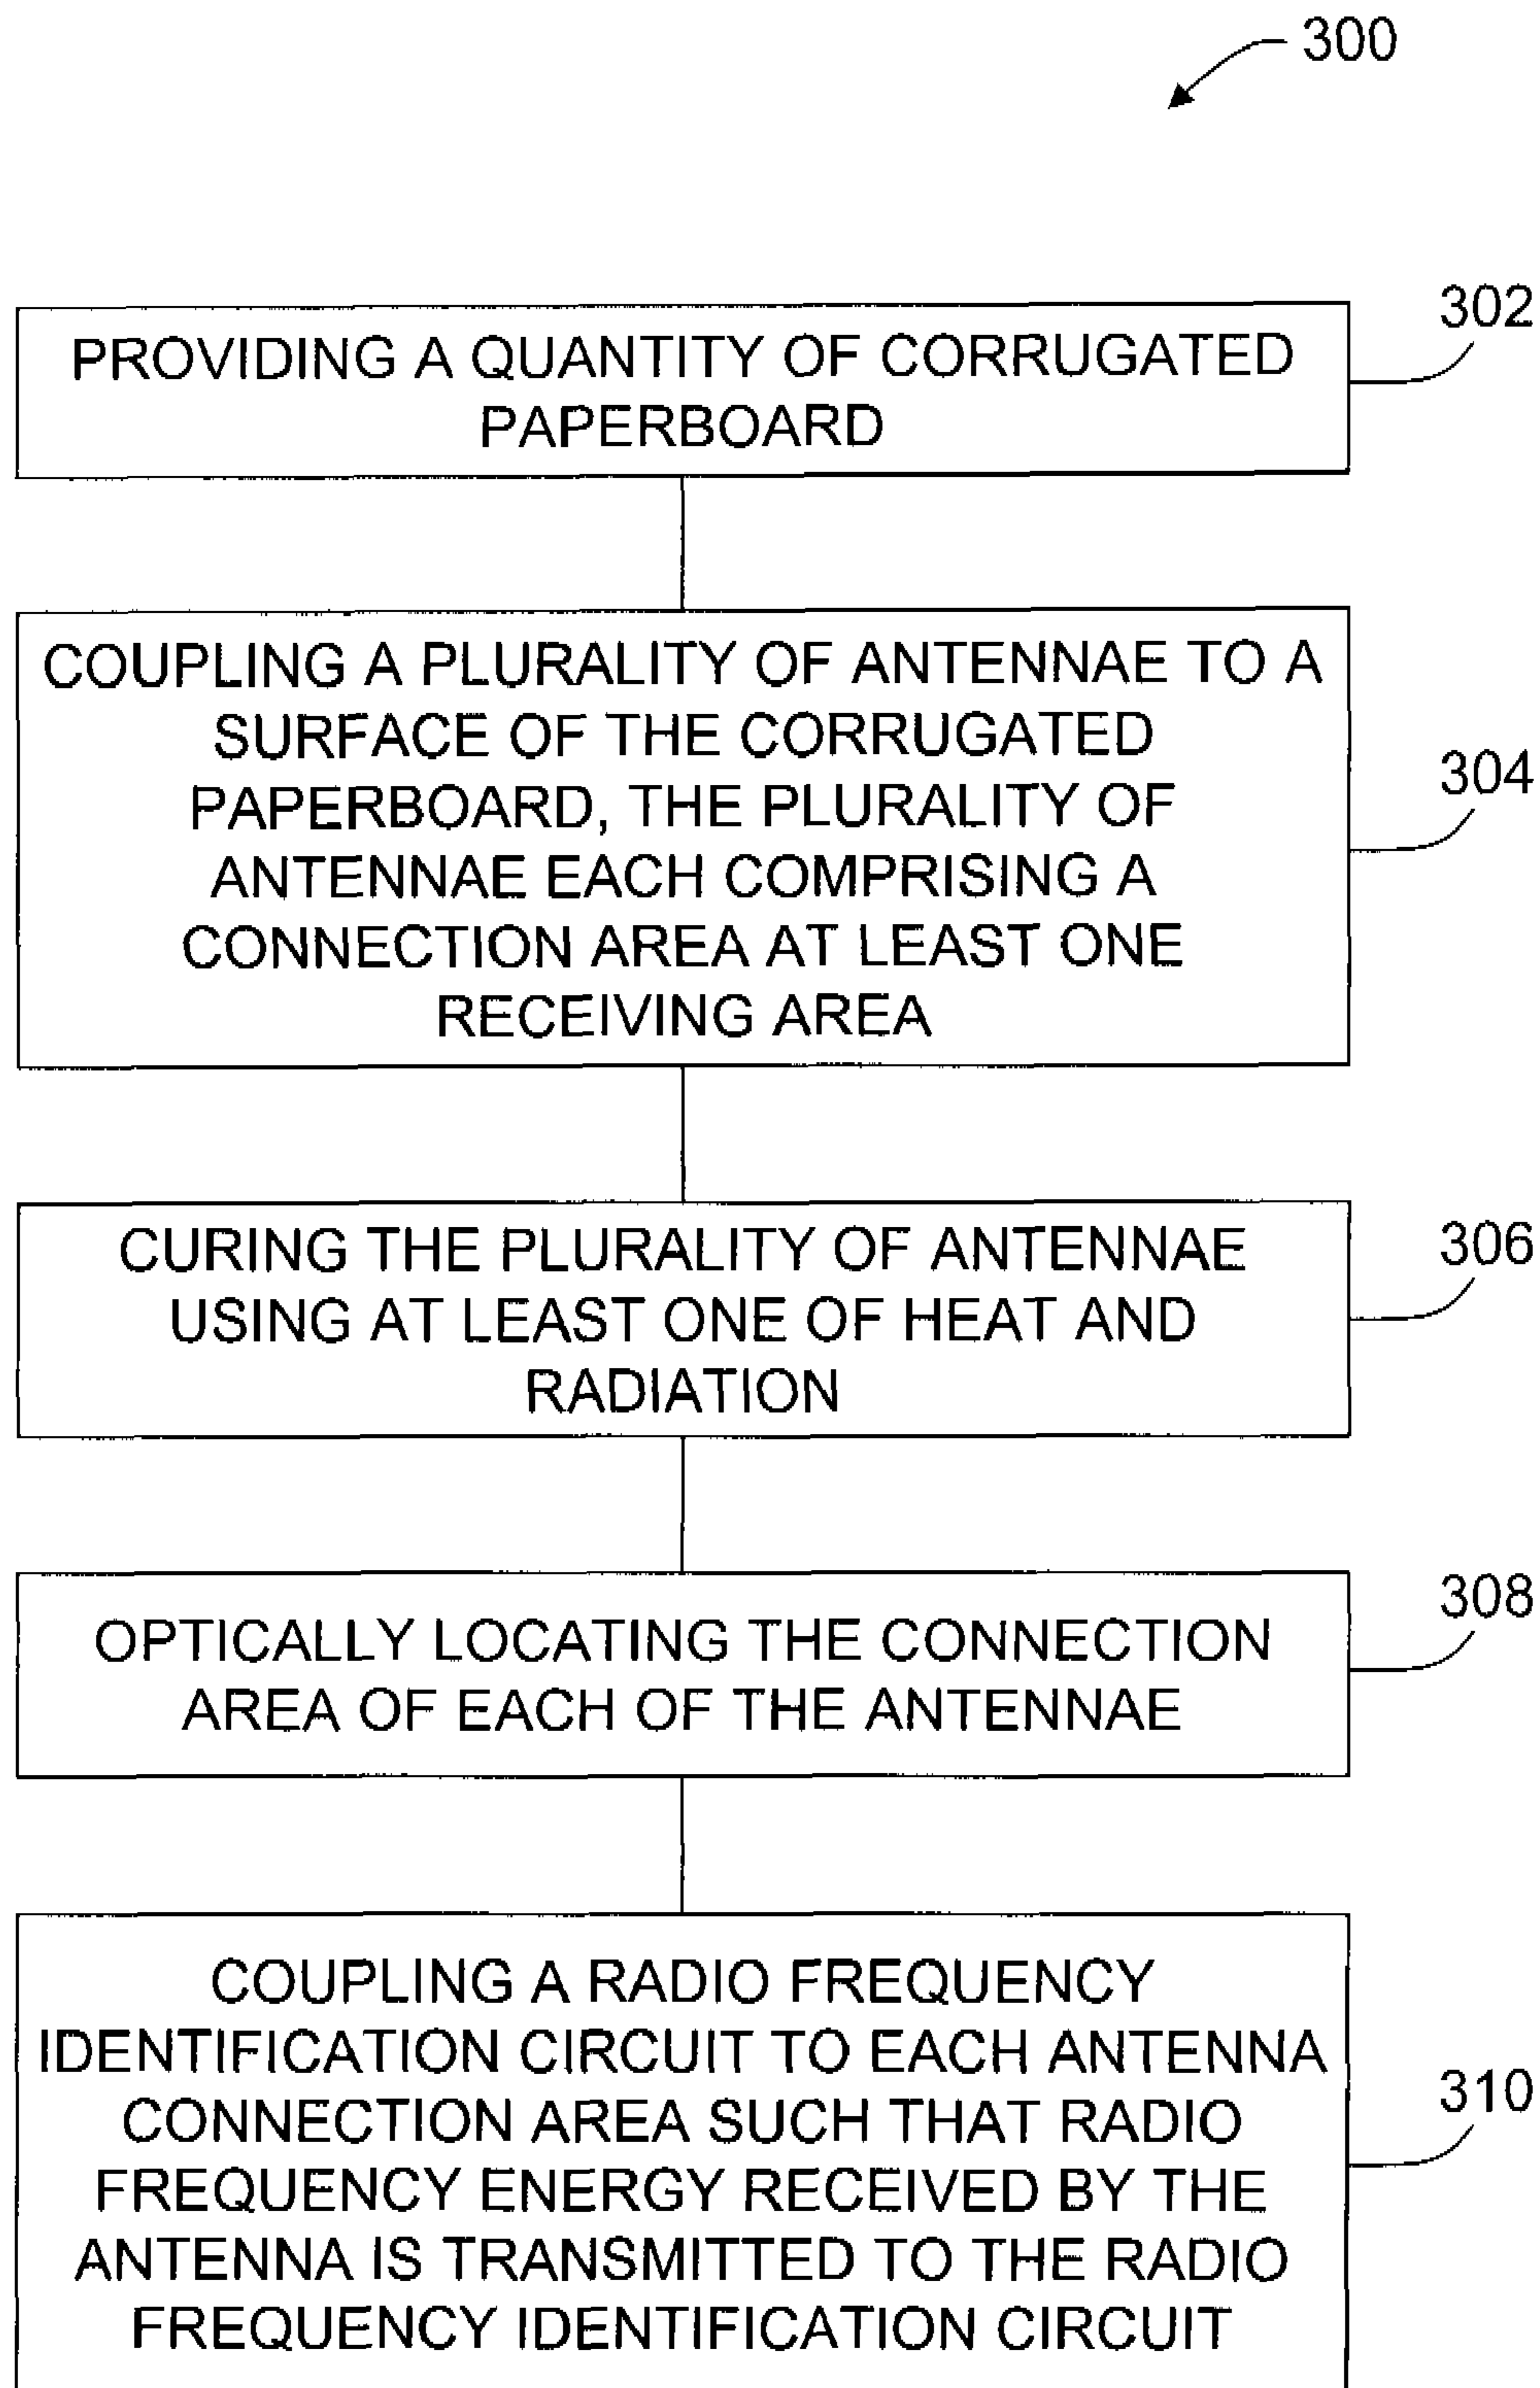 300
302
PROVIDING A QUANTITY OF CORRUGATED
PAPERBOARD
304
COUPLING A PLURALITY OF ANTENNAE TO A
SURFACE OF THE CORRUGATED
PAPERBOARD, THE PLURALITY OF
ANTENNAE EACH COMPRISING A
CONNECTION AREA AT LEAST ONE
RECEIVING AREA
306
CURING THE PLURALITY OF ANTENNAE
USING AT LEAST ONE OF HEAT AND
RADIATION
308
OPTICALLY LOCATING THE CONNECTION
AREA OF EACH OF THE ANTENNAE
310
COUPLING A RADIO FREQUENCY
IDENTIFICATION CIRCUIT TO EACH ANTENNA
CONNECTION AREA SUCH THAT RADIO
FREQUENCY ENERGY RECEIVED BY THE
ANTENNA IS TRANSMITTED TO THE RADIO
FREQUENCY IDENTIFICATION CIRCUIT